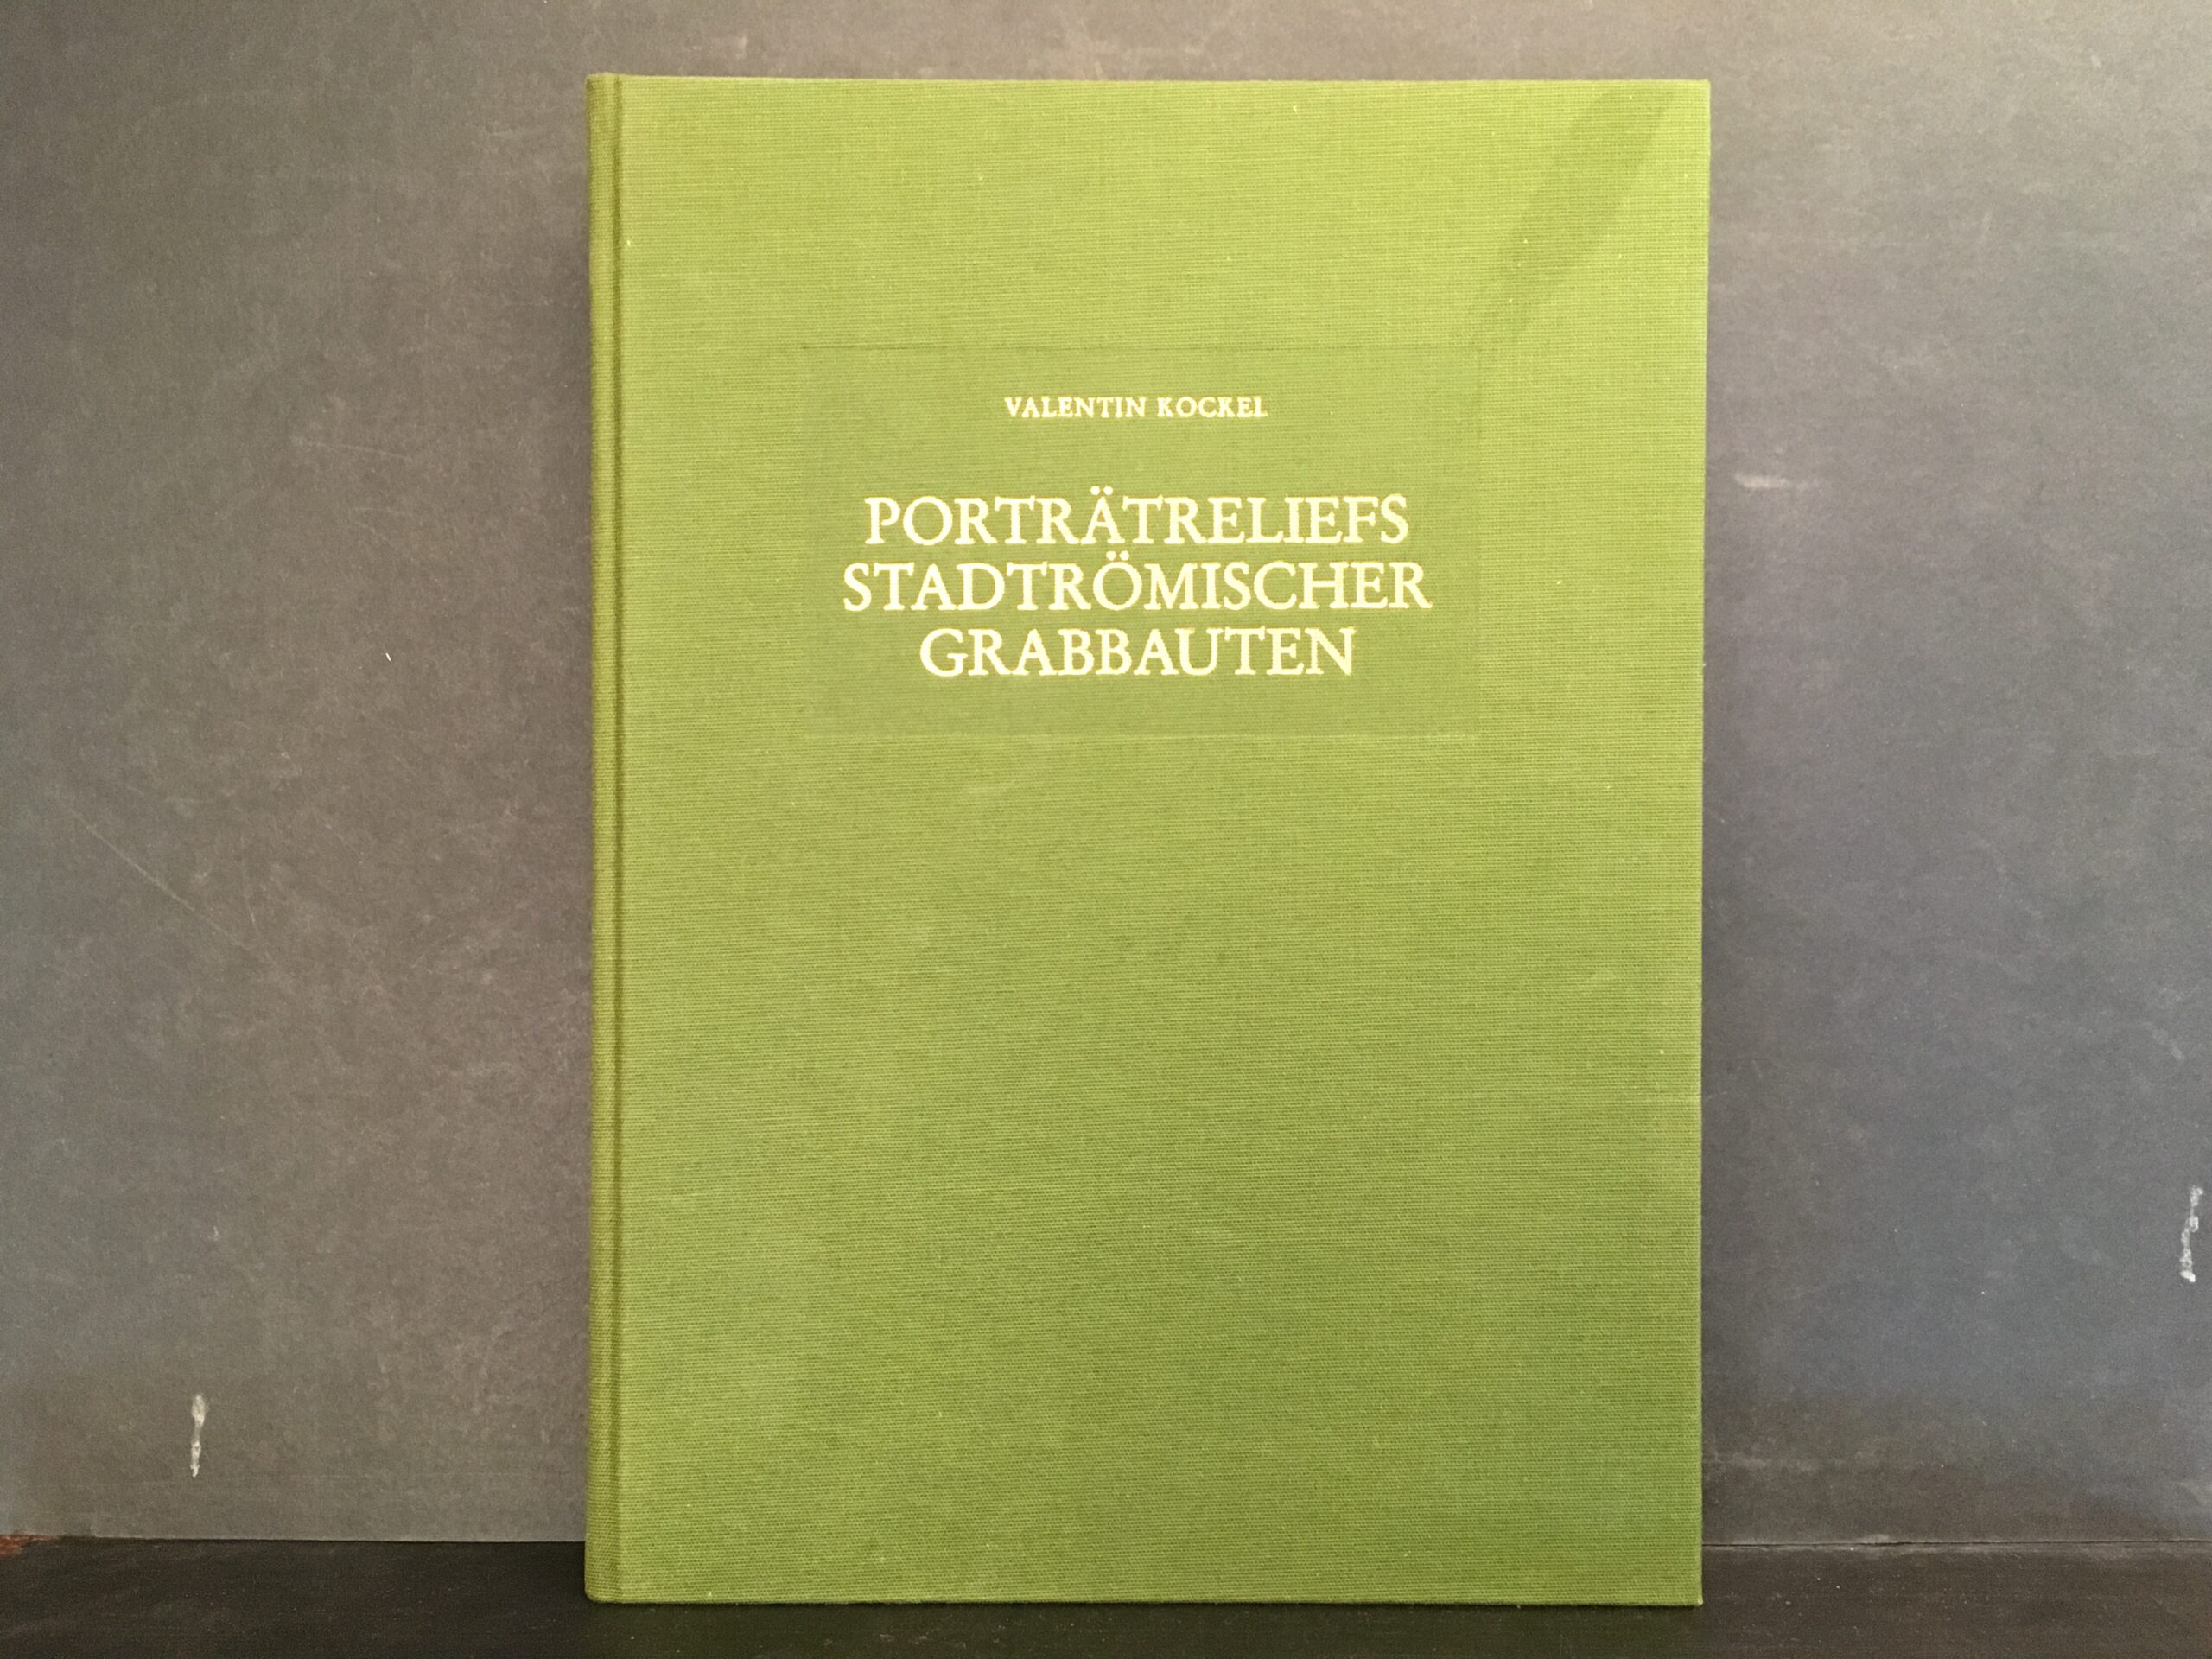 VALENTIN KOCKEL
PORTRÄTRELIEFS
STADTRÖMISCHER
GRABBAUTEN